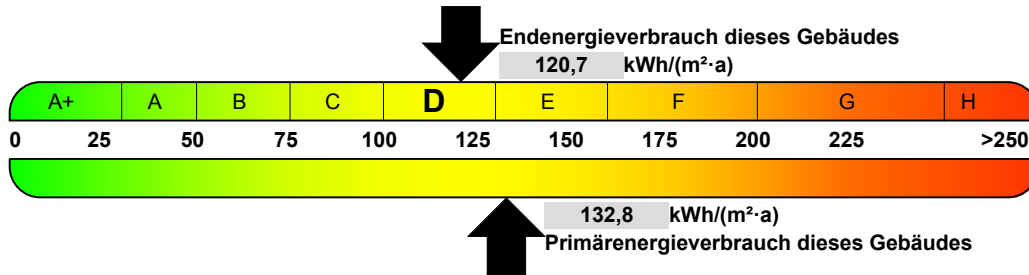 Endenergieverbrauch dieses Gebäudes
120,7 kWh/(m²·a)
A+ A B C D E F G H
0 25 50 75 100 125 150 175 200 225 >250
132,8 kWh/(m²·a)
Primärenergieverbrauch dieses Gebäudes